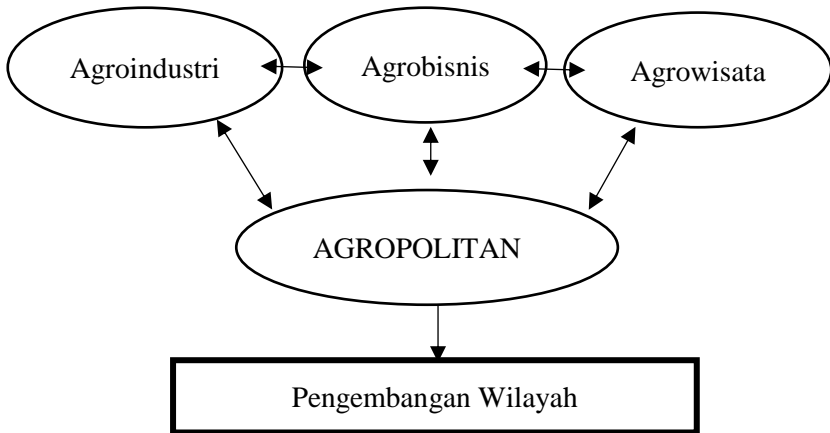 Agroindustri
Agrobisnis
Agrowisata
AGROPOLITAN
Pengembangan Wilayah